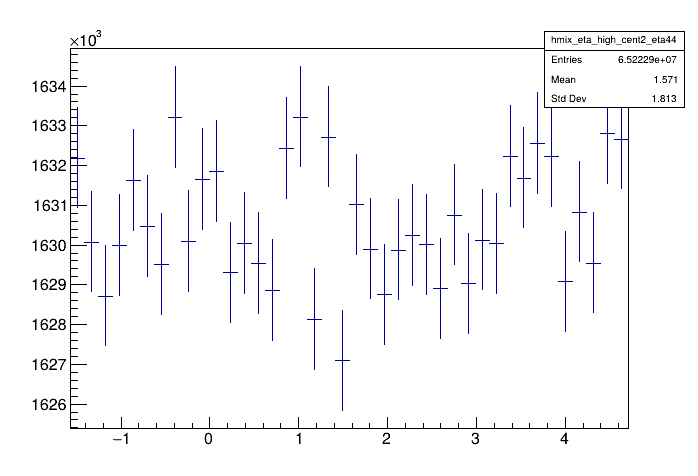 ×10³
hmix_eta_high_cent2_eta44
Entries 6.52229e+07
Mean 1.571
Std Dev 1.813
1634
1633
1632
1631
1630
1629
1628
1627
1626
−1 0 1 2 3 4